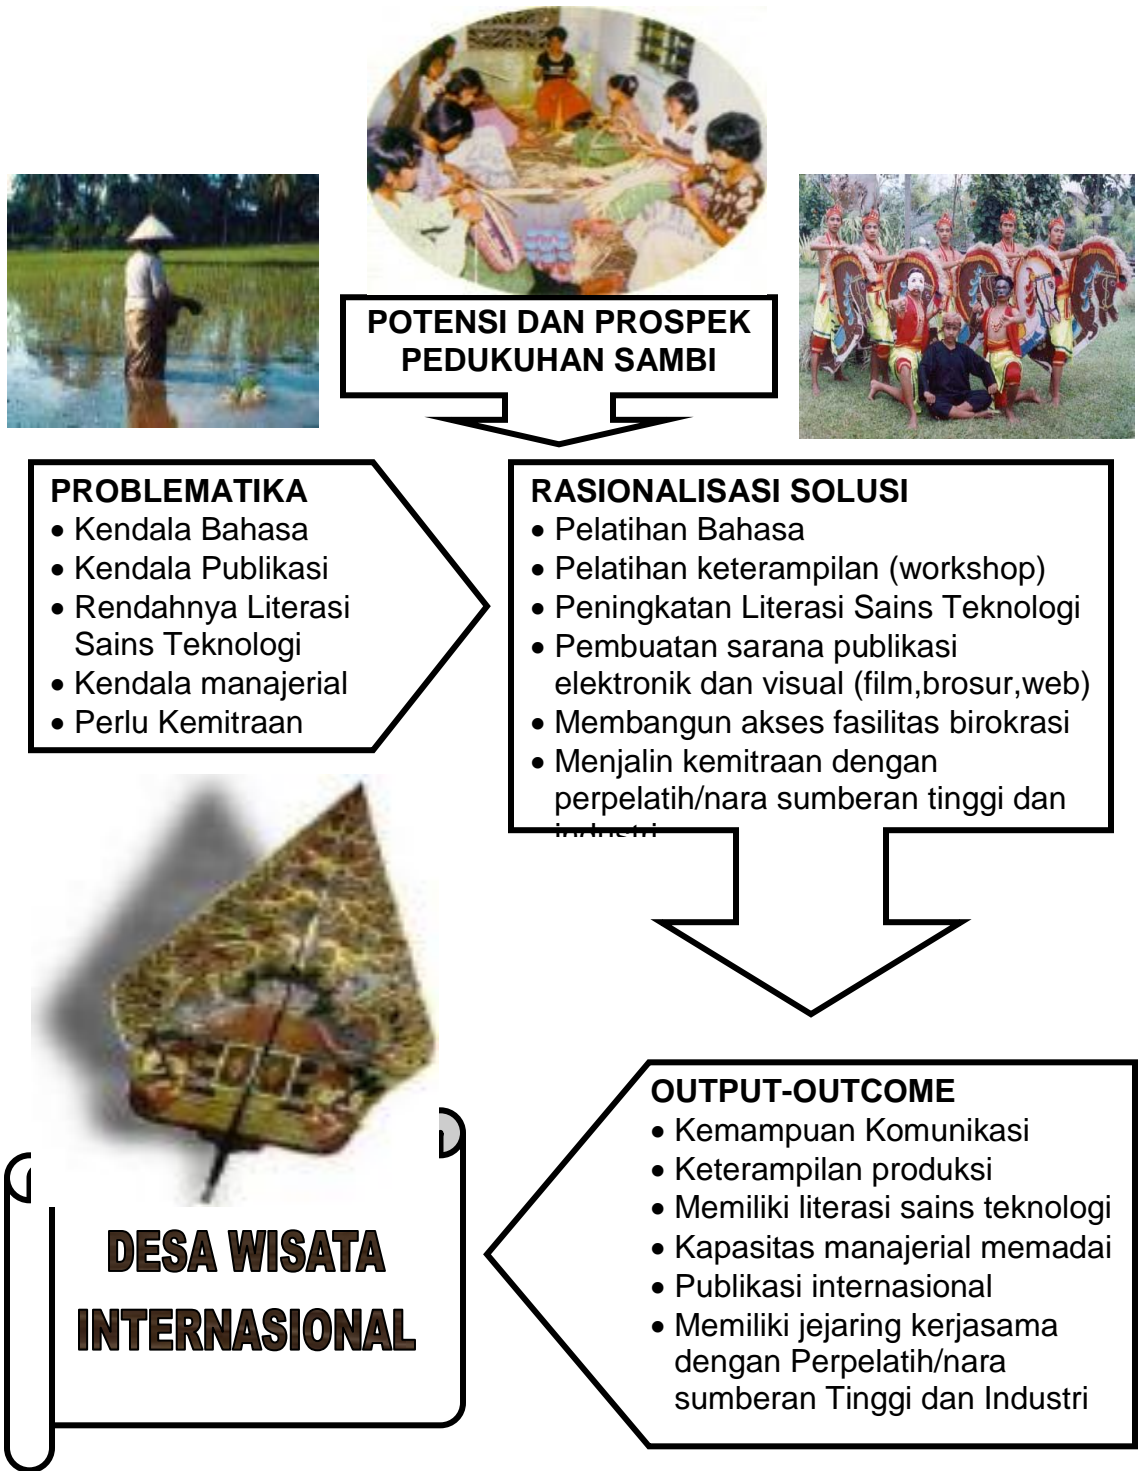 POTENSI DAN PROSPEK
PEDUKUHAN SAMBI
PROBLEMATIKA
• Kendala Bahasa
• Kendala Publikasi
• Rendahnya Literasi
Sains Teknologi
• Kendala manajerial
• Perlu Kemitraan
RASIONALISASI SOLUSI
• Pelatihan Bahasa
• Pelatihan keterampilan (workshop)
• Peningkatan Literasi Sains Teknologi
• Pembuatan sarana publikasi
elektronik dan visual (film,brosur,web)
• Membangun akses fasilitas birokrasi
• Menjalin kemitraan dengan
perpelatih/nara sumberan tinggi dan
industri
OUTPUT-OUTCOME
• Kemampuan Komunikasi
• Keterampilan produksi
• Memiliki literasi sains teknologi
• Kapasitas manajerial memadai
• Publikasi internasional
• Memiliki jejaring kerjasama
dengan Perpelatih/nara
sumberan Tinggi dan Industri
DESA WISATA
INTERNASIONAL